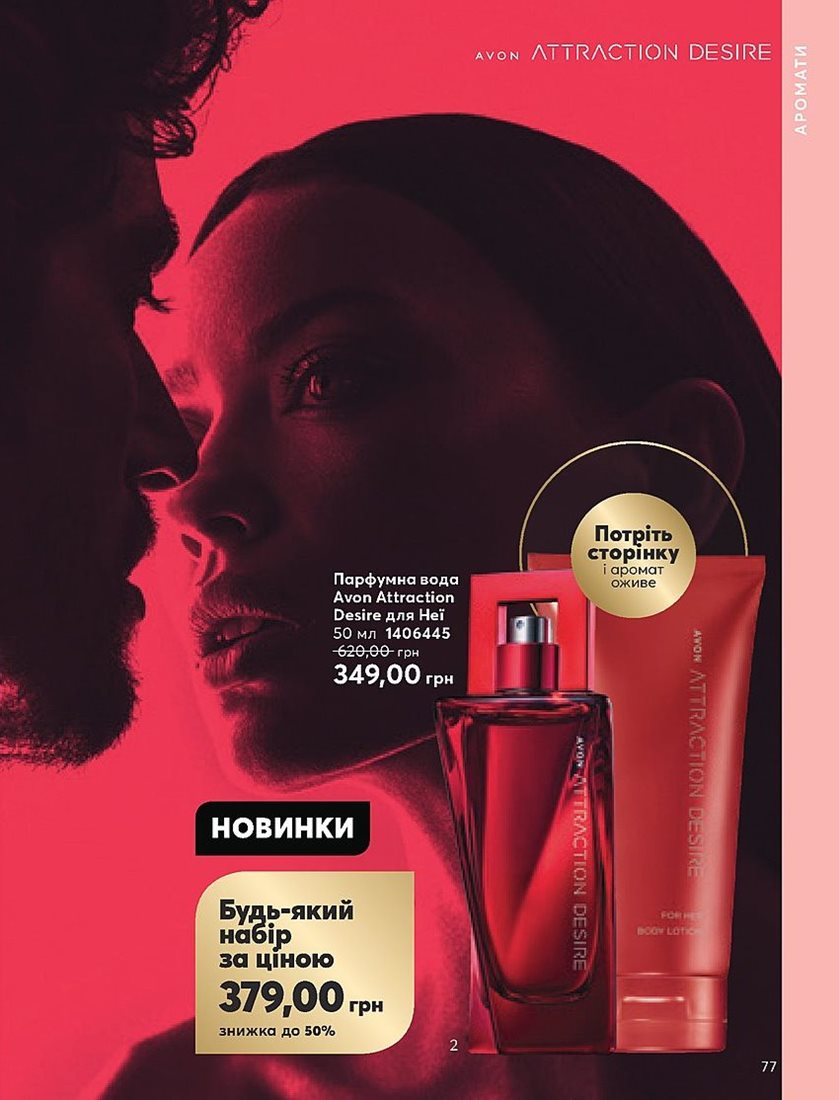 AVON ATTRACTION DESIRE
АРОМАТИ
Потріть
сторінку
і аромат
оживе
Парфумна вода
Avon Attraction
Desire для Неї
50 мл 1406445
620,00 грн
349,00 грн
AVON ATTRACTION DESIRE
AVON ATTRACTION DESIRE
FOR HER
BODY LOTION
НОВИНКИ
Будь-який
набір
за ціною
379,00 грн
знижка до 50%
2
77